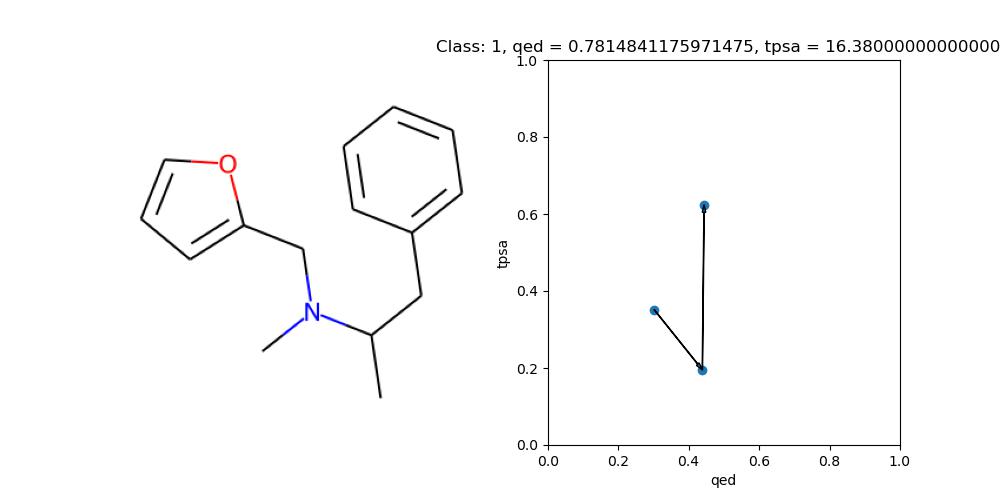 Class: 1, qed = 0.7814841175971475, tpsa = 16.38000000000000
O
N
1.0
0.8
0.6
0.4
0.2
0.0
tpsa
0.0 0.2 0.4 0.6 0.8 1.0
qed